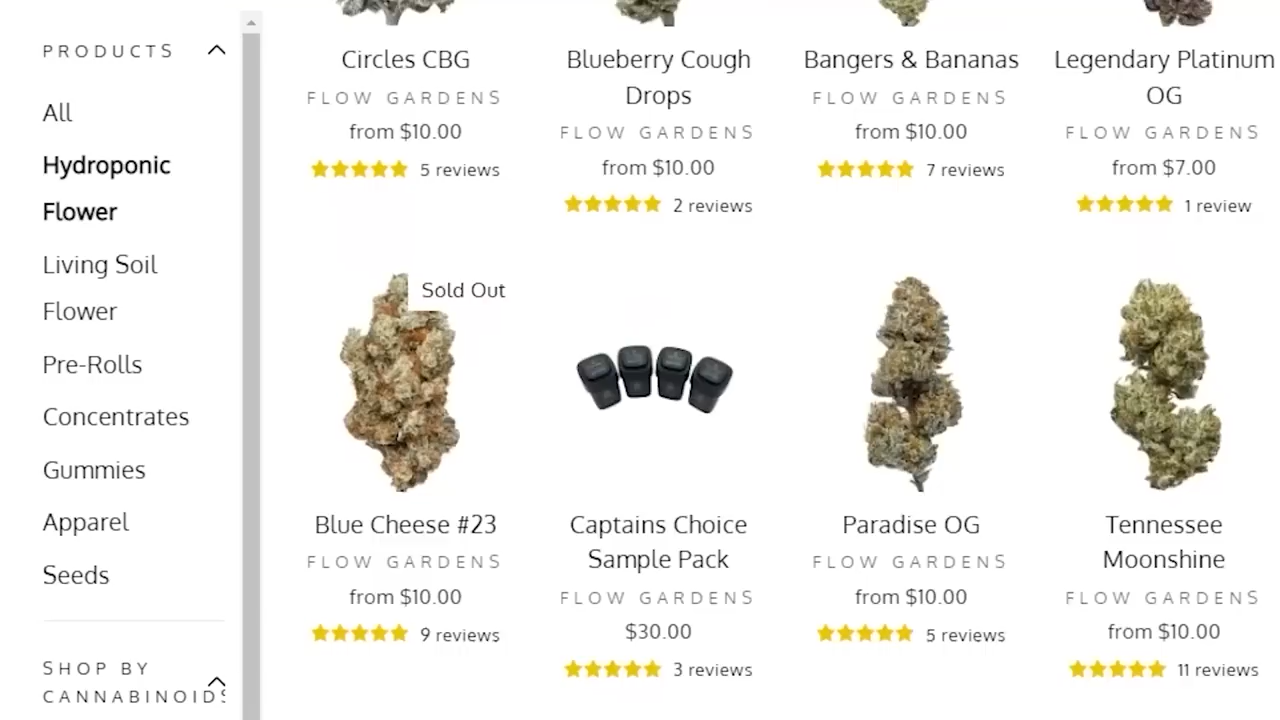 PRODUCTS
All
Hydroponic
Flower
Living Soil
Flower
Pre-Rolls
Concentrates
Gummies
Apparel
Seeds
SHOP BY
CANNABINOIDS
Circles CBG
FLOW GARDENS
from $10.00
5 reviews
Blueberry Cough
Drops
FLOW GARDENS
from $10.00
2 reviews
Bangers & Bananas
FLOW GARDENS
from $10.00
7 reviews
Legendary Platinum
OG
FLOW GARDENS
from $7.00
1 review
Sold Out
Blue Cheese #23
FLOW GARDENS
from $10.00
9 reviews
Captains Choice
Sample Pack
FLOW GARDENS
$30.00
3 reviews
Paradise OG
FLOW GARDENS
from $10.00
5 reviews
Tennessee
Moonshine
FLOW GARDENS
from $10.00
11 reviews